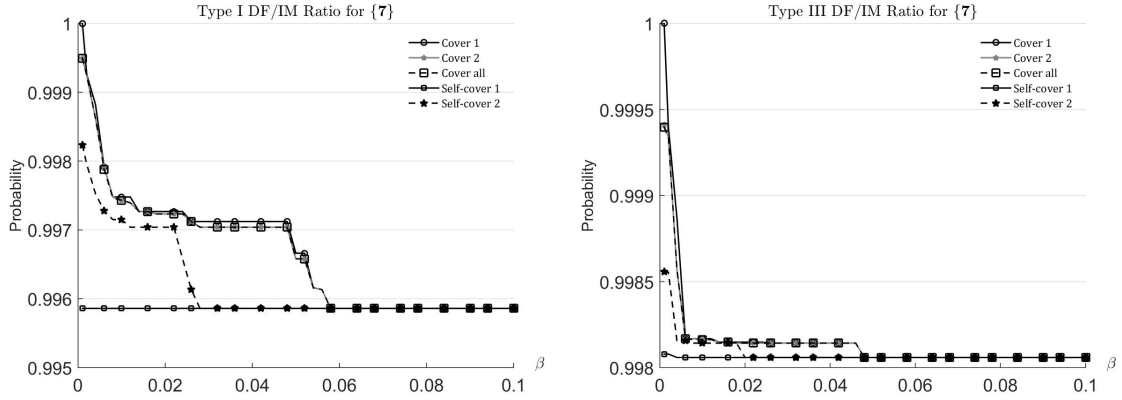 Type I DF/IM Ratio for {7}
1
0.999
0.998
0.997
0.996
0.995
Probability
0
0.02
0.04
0.06
0.08
0.1
β
Cover 1
Cover 2
Cover all
Self-cover 1
Self-cover 2
Type III DF/IM Ratio for {7}
1
0.9995
0.999
0.9985
0.998
Probability
0
0.02
0.04
0.06
0.08
0.1
β
Cover 1
Cover 2
Cover all
Self-cover 1
Self-cover 2